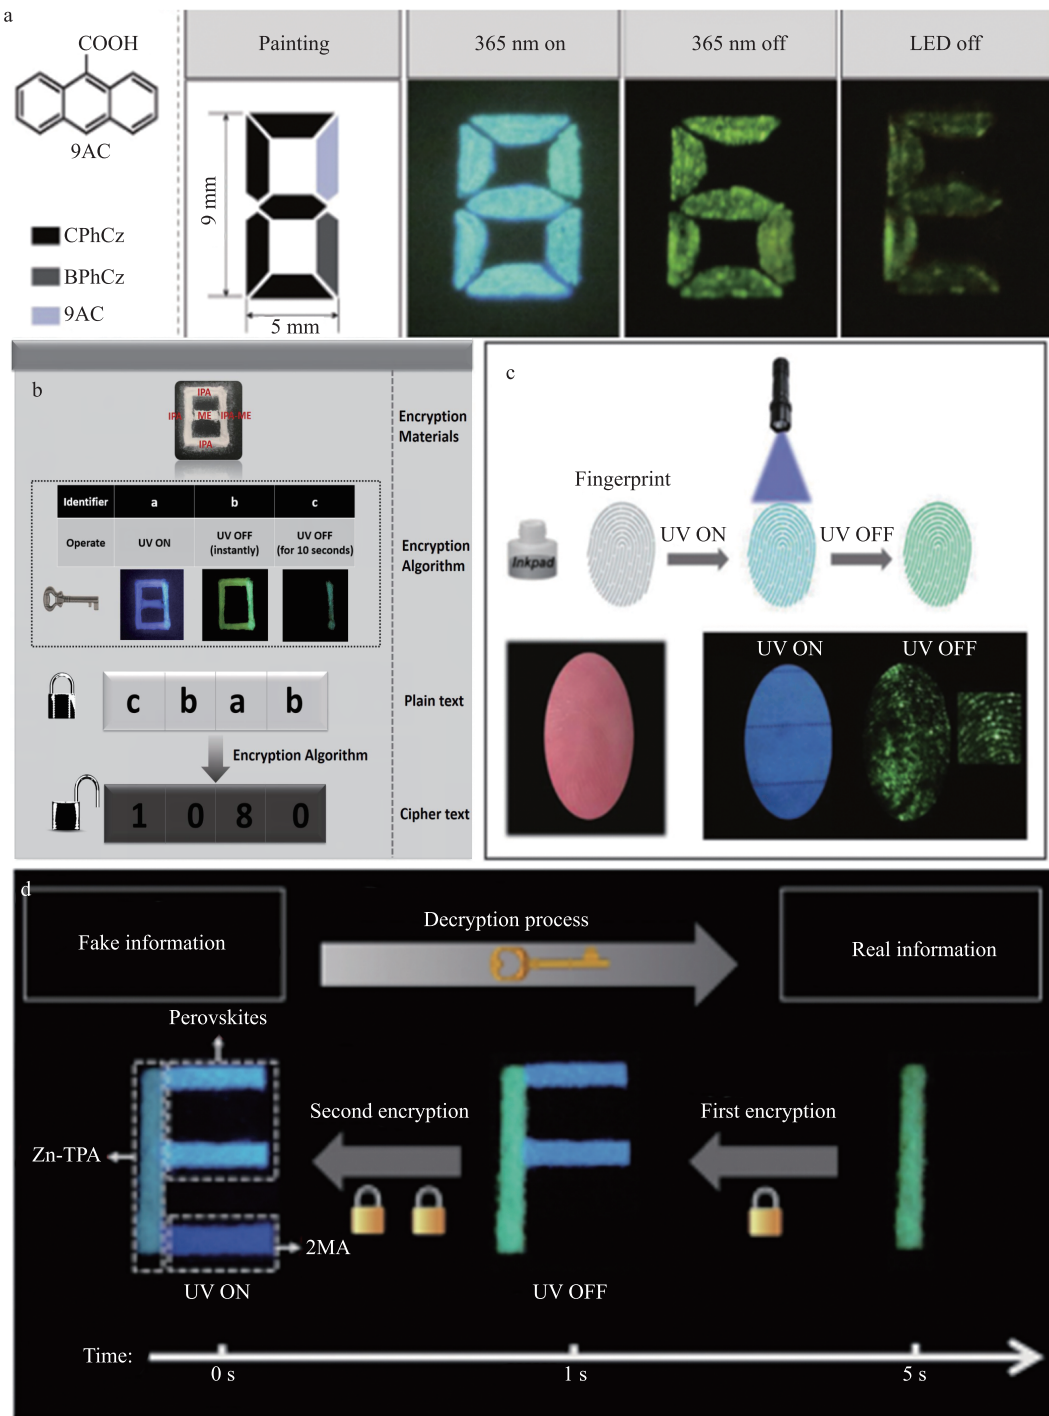 a
COOH
9AC
CPhCz
BPhCz
9AC
Painting
365 nm on
365 nm off
LED off
9 mm
5 mm
b
IPA
ME
IPA
Encryption
Materials
Identifier a b c
Operate UV ON UV OFF
(instantly) UV OFF
(for 10 seconds)
Encryption
Algorithm
c b a b
Plain text
Encryption Algorithm
1 0 8 0
Cipher text
c
Fingerprint
UV ON
UV OFF
Inkpad
UV ON
UV OFF
d
Fake information
Decryption process
Real information
Perovskites
Second encryption
First encryption
Zn-TPA
2MA
UV ON
UV OFF
Time:
0 s
1 s
5 s